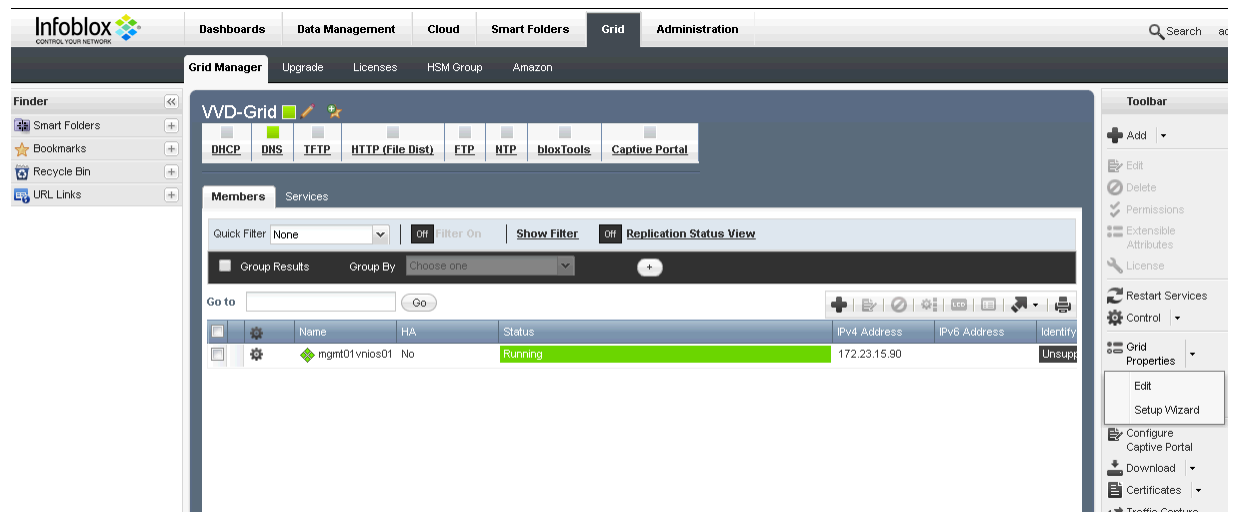 Infoblox
CONTROL YOUR NETWORK
Dashboards Data Management Cloud Smart Folders Grid Administration
Search ad
Grid Manager Upgrade Licenses HSM Group Amazon
Finder
Smart Folders
Bookmarks
Recycle Bin
URL Links
VVD-Grid
DHCP DNS TFTP HTTP (File Dist) FTP NTP bloxTools Captive Portal
Members Services
Quick Filter None Off Filter On Show Filter Off Replication Status View
Group Results Group By Choose one
Go to Go
LCD
Name HA Status IPv4 Address IPv6 Address Identify
mgmt01vnios01 No Running 172.23.15.90 Unsupp
Toolbar
Add
Edit
Delete
Permissions
Extensible
Attributes
License
Restart Services
Control
Grid
Properties
Edit
Setup Wizard
Configure
Captive Portal
Download
Certificates
Traffic Capture